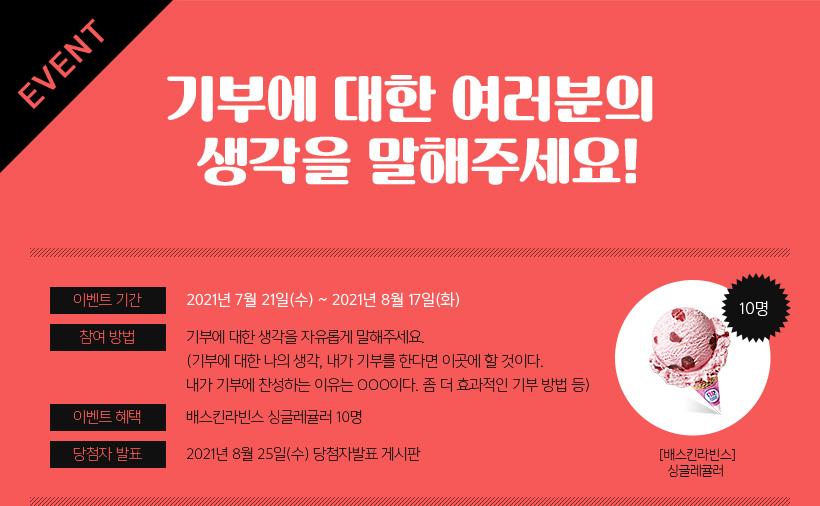 EVENT
기부에 대한 여러분의
생각을 말해주세요!
이벤트 기간
2021년 7월 21일(수) ~ 2021년 8월 17일(화)
참여 방법
기부에 대한 생각을 자유롭게 말해주세요.
(기부에 대한 나의 생각, 내가 기부를 한다면 이곳에 할 것이다.
내가 기부에 찬성하는 이유는 OOO이다. 좀 더 효과적인 기부 방법 등)
이벤트 혜택
배스킨라빈스 싱글레귤러 10명
당첨자 발표
2021년 8월 25일(수) 당첨자발표 게시판
10명
[배스킨라빈스]
싱글레귤러